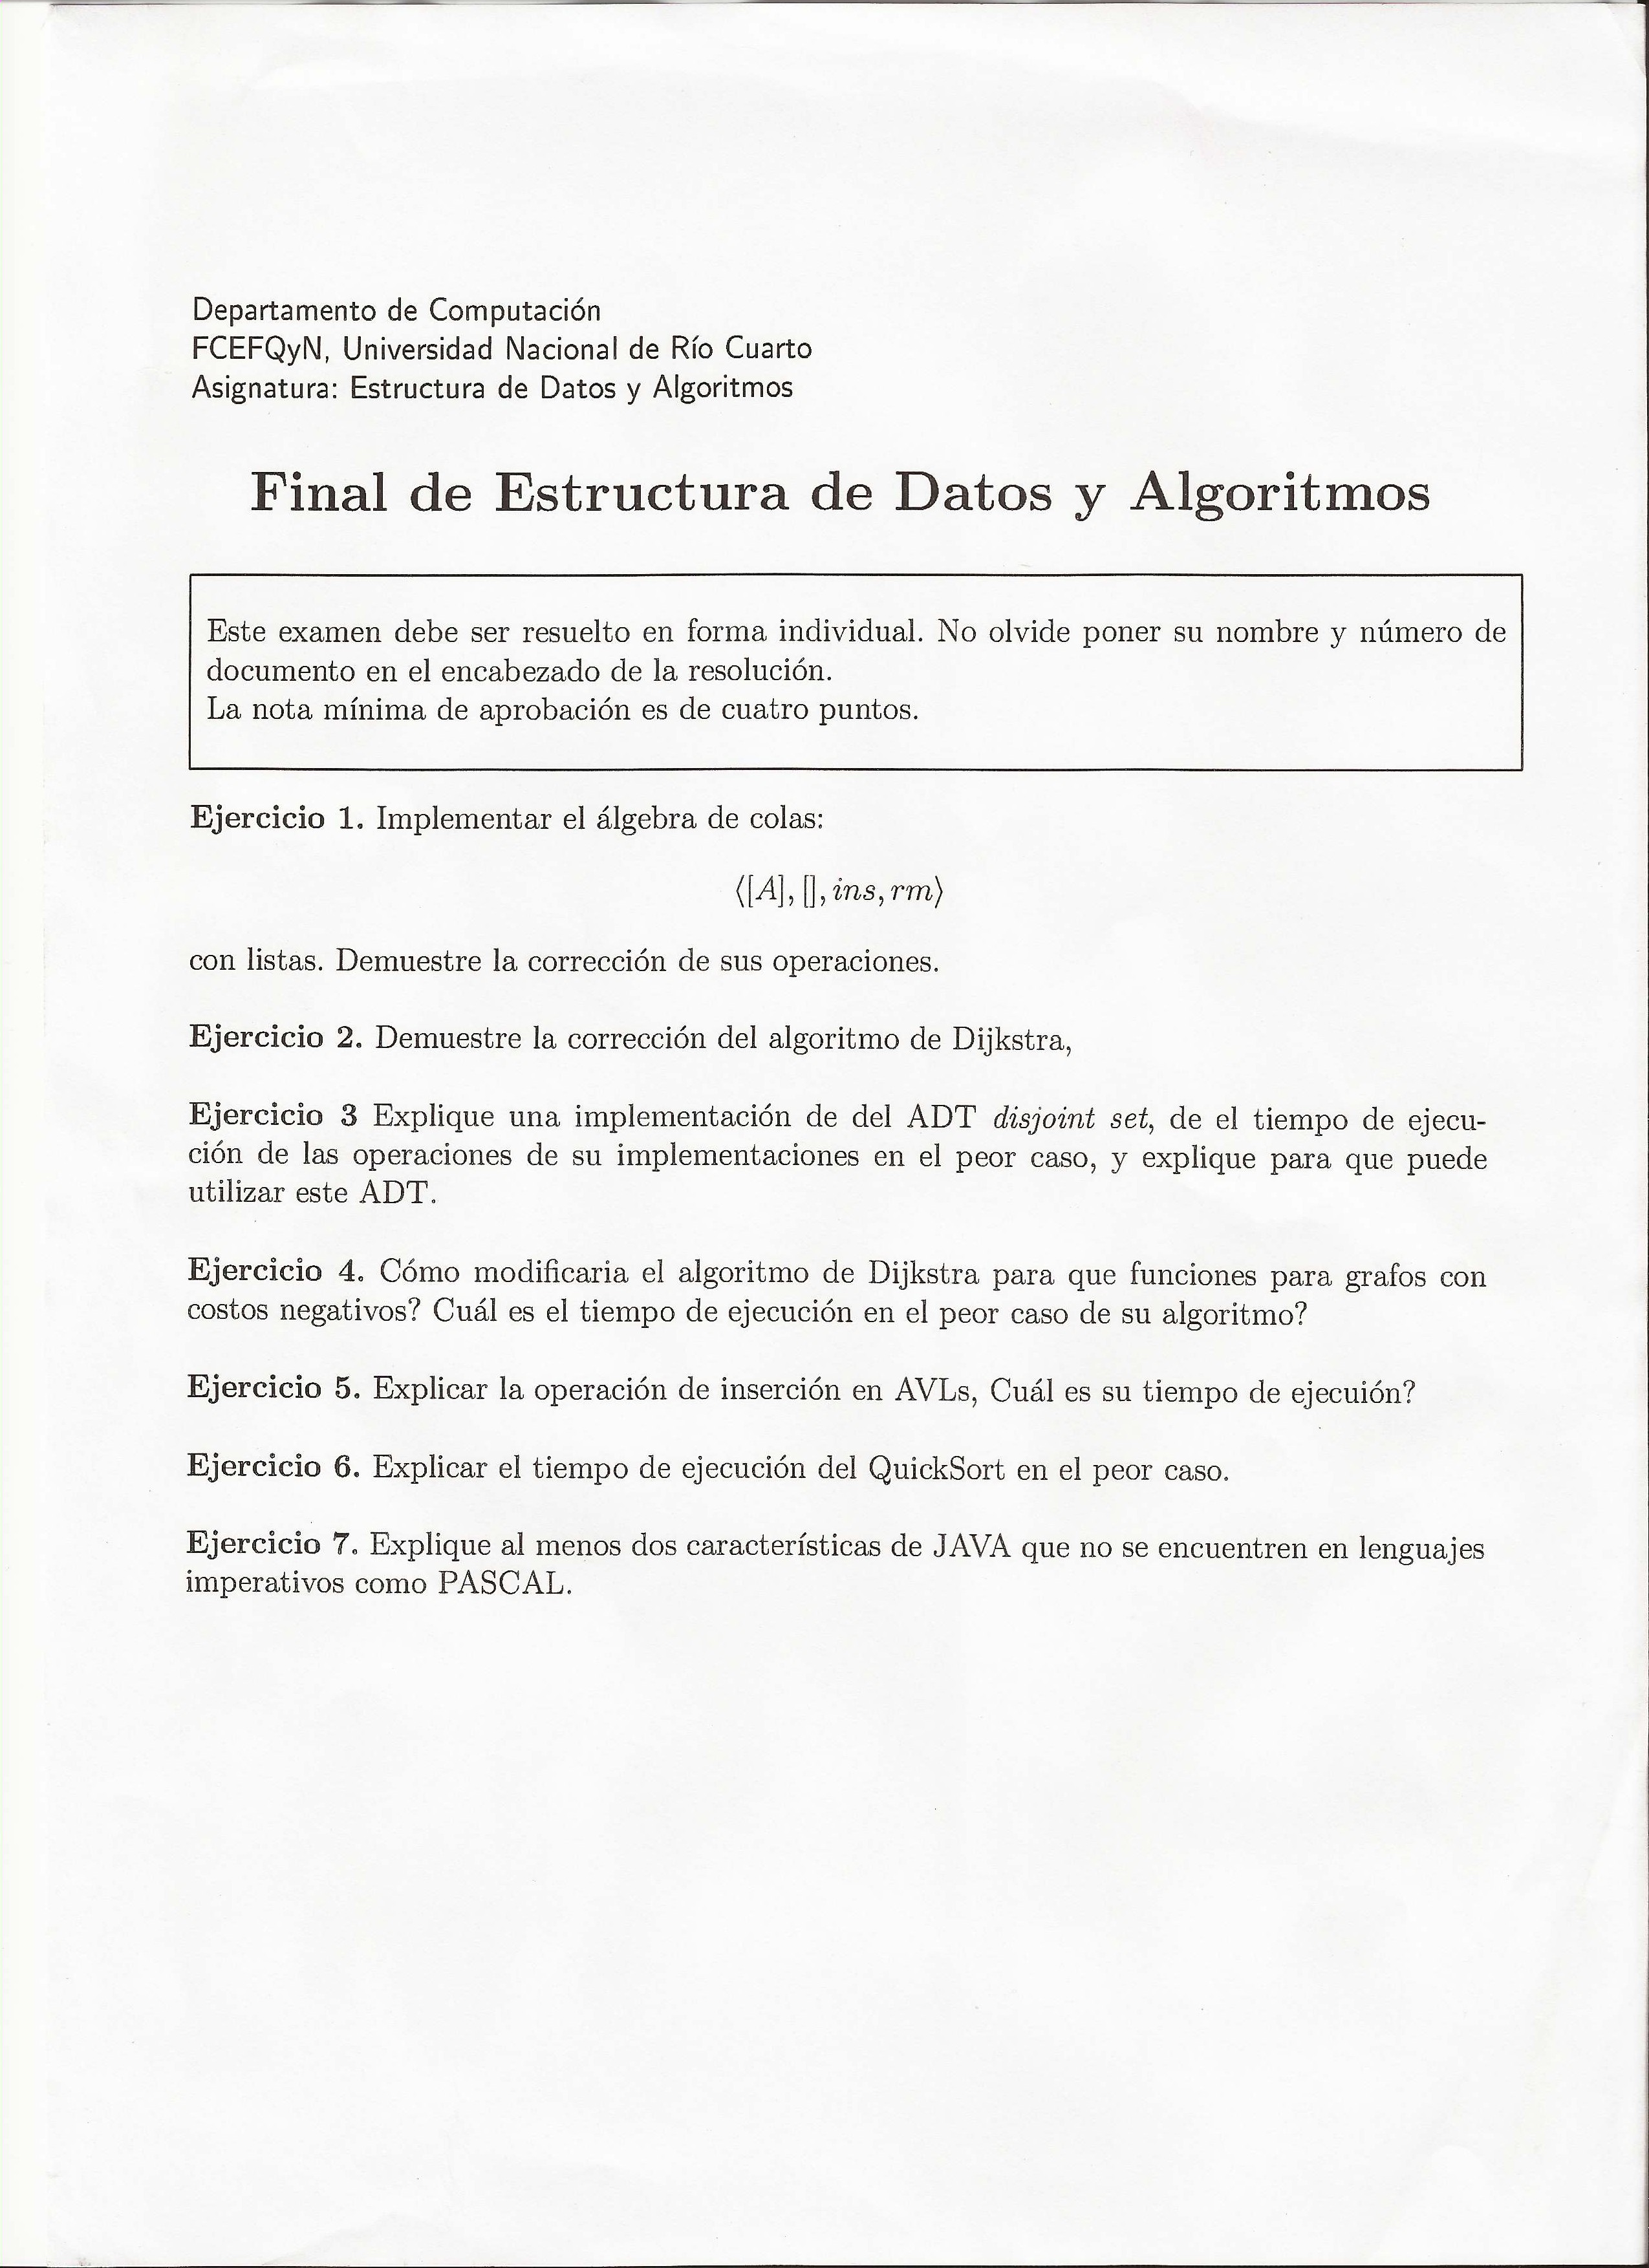 Departamento de Computación
FCEFQyN, Universidad Nacional de Río Cuarto
Asignatura: Estructura de Datos y Algoritmos
Final de Estructura de Datos y Algoritmos
Este examen debe ser resuelto en forma individual. No olvide poner su nombre y número de
documento en el encabezado de la resolución.
La nota mínima de aprobación es de cuatro puntos.
Ejercicio 1. Implementar el álgebra de colas:
⟨[A], [], ins, rm⟩
con listas. Demuestre la corrección de sus operaciones.
Ejercicio 2. Demuestre la corrección del algoritmo de Dijkstra,
Ejercicio 3 Explique una implementación de del ADT disjoint set, de el tiempo de ejecu-
ción de las operaciones de su implementaciones en el peor caso, y explique para que puede
utilizar este ADT.
Ejercicio 4. Cómo modificaria el algoritmo de Dijkstra para que funciones para grafos con
costos negativos? Cuál es el tiempo de ejecución en el peor caso de su algoritmo?
Ejercicio 5. Explicar la operación de inserción en AVLs, Cuál es su tiempo de ejecuión?
Ejercicio 6. Explicar el tiempo de ejecución del QuickSort en el peor caso.
Ejercicio 7. Explique al menos dos características de JAVA que no se encuentren en lenguajes
imperativos como PASCAL.